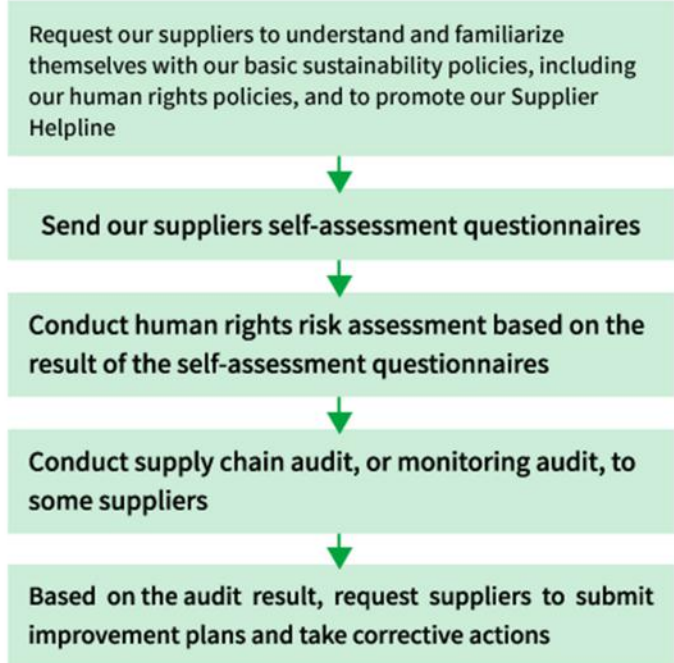 Request our suppliers to understand and familiarize
themselves with our basic sustainability policies, including
our human rights policies, and to promote our Supplier
Helpline
Send our suppliers self-assessment questionnaires
Conduct human rights risk assessment based on the
result of the self-assessment questionnaires
Conduct supply chain audit, or monitoring audit, to
some suppliers
Based on the audit result, request suppliers to submit
improvement plans and take corrective actions